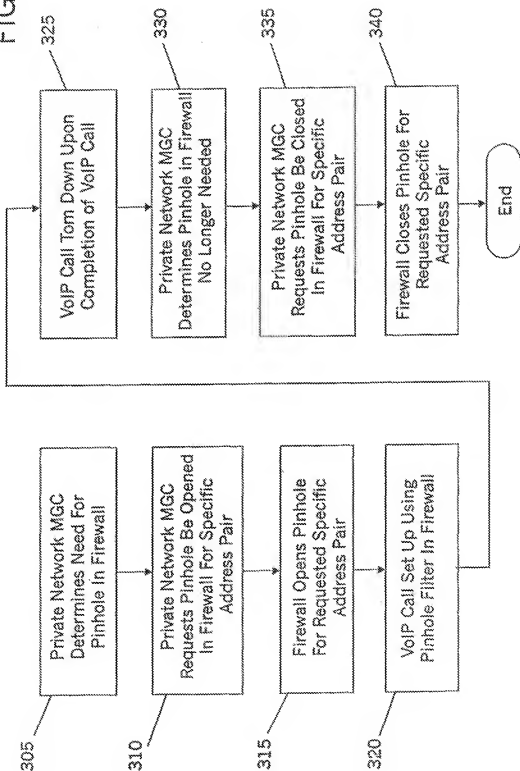 FIG
305
Private Network MGC
Determines Need For
Pinhole In Firewall
310
Private Network MGC
Requests Pinhole Be Opened
In Firewall For Specific
Address Pair
315
Firewall Opens Pinhole
For Requested Specific
Address Pair
320
VoIP Call Set Up Using
Pinhole Filter In Firewall
325
VoIP Call Torn Down Upon
Completion of VoIP Call
330
Private Network MGC
Determines Pinhole in Firewall
No Longer Needed
335
Private Network MGC
Requests Pinhole Be Closed
In Firewall For Specific
Address Pair
340
Firewall Closes Pinhole For
Requested Specific
Address Pair
End